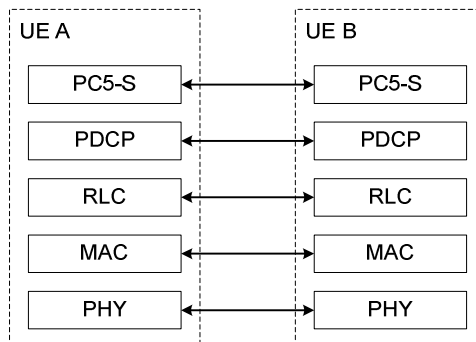 UE A
UE B
PC5-S
PC5-S
PDCP
PDCP
RLC
RLC
MAC
MAC
PHY
PHY